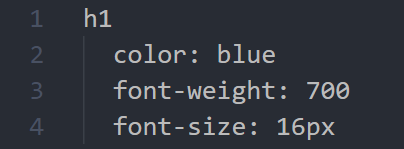 1 h1
2 color: blue
3 font-weight: 700
4 font-size: 16px